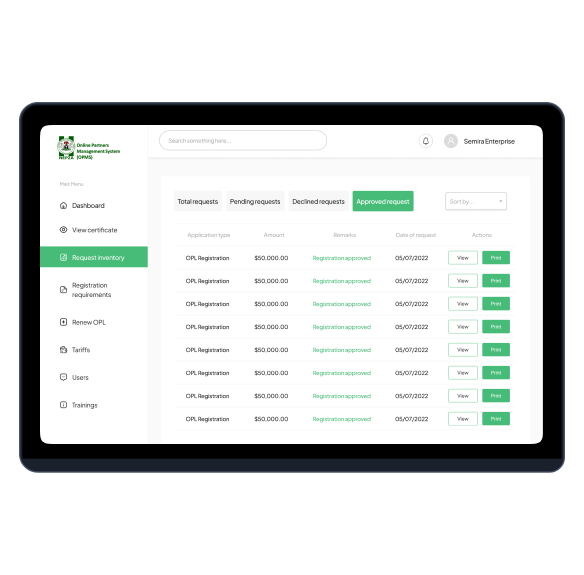 NEPZA
Online Partners
Management System
(OPMS)
Search something here...
Semira Enterprise
Main Menu
Dashboard
View certificate
Request inventory
Registration
requirements
Renew OPL
Tariffs
Users
Trainings
Total requests Pending requests Declined requests Approved request Sort by...
Application type Amount Remarks Date of request Actions
OPL Registration $50,000.00 Registration approved 05/07/2022 View Print
OPL Registration $50,000.00 Registration approved 05/07/2022 View Print
OPL Registration $50,000.00 Registration approved 05/07/2022 View Print
OPL Registration $50,000.00 Registration approved 05/07/2022 View Print
OPL Registration $50,000.00 Registration approved 05/07/2022 View Print
OPL Registration $50,000.00 Registration approved 05/07/2022 View Print
OPL Registration $50,000.00 Registration approved 05/07/2022 View Print
OPL Registration $50,000.00 Registration approved 05/07/2022 View Print